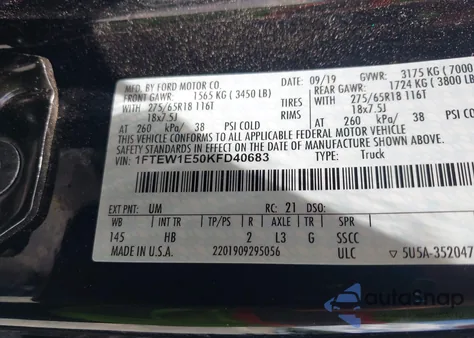 MFD. BY FORD MOTOR CO.
09/19 GVWR: 3175 KG (7000
FRONT GAWR: 1565 KG (3450 LB) REAR GAWR: 1724 KG (3800 LB
275/65R18 116T TIRES 275/65R18 116T
18x7.5J RIMS 18x7.5J
AT 260 kPa/ 38 PSI COLD AT 260 kPa/ 38 PSI COLD
THIS VEHICLE CONFORMS TO ALL APPLICABLE FEDERAL MOTOR VEHICLE
SAFETY STANDARDS IN EFFECT ON THE DATE OF MANUFACTURE SHOWN ABOVE.
VIN: 1FTEW1E50KFD40683 TYPE: Truck
EXT PNT: UM RC: 21 DSO:
WB INT TR TP/PS R AXLE TR SPR
145 HB 2 L3 G SSCC
MADE IN U.S.A. 2201909295056 ULC 5U5A-352047
autoSnap